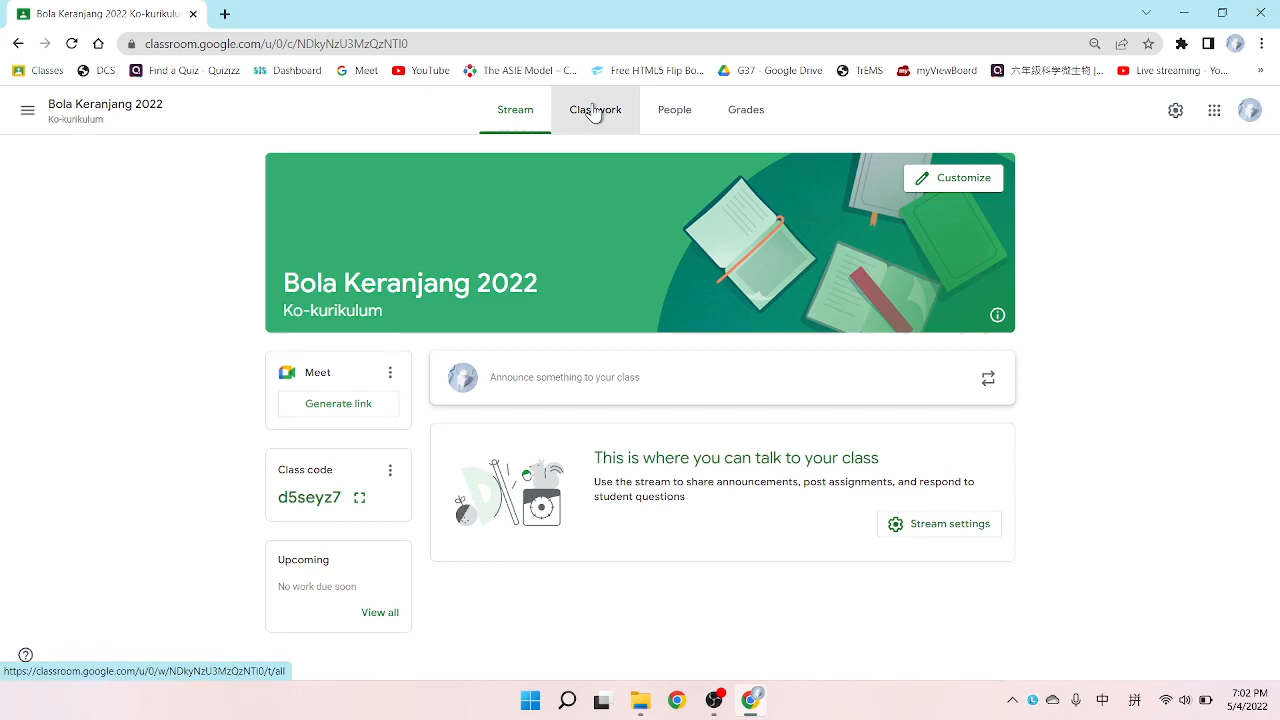 Bola Keranjang 2022 Ko-kurikulu
classroom.google.com/u/0/c/NDkyNzU3MzQzNTI0
Classes
DCS
Find a Quiz - Quizizz
Dashboard
Meet
YouTube
The ASIE Model – C...
Free HTML5 Flip Bo...
G37 - Google Drive
TrEMS
myViewBoard
六年级科学微生物 |...
Live streaming - Yo...
»
Bola Keranjang 2022
Ko-kurikulum
Stream
Classwork
People
Grades
Customize
Bola Keranjang 2022
Ko-kurikulum
Meet
Generate link
Announce something to your class
Class code
d5seyz7
This is where you can talk to your class
Use the stream to share announcements, post assignments, and respond to
student questions
Stream settings
Upcoming
No work due soon
View all
https://classroom.google.com/u/0/w/NDkyNzU3MzQzNTI0/t/all
中
拼
7:02 PM
5/4/2022